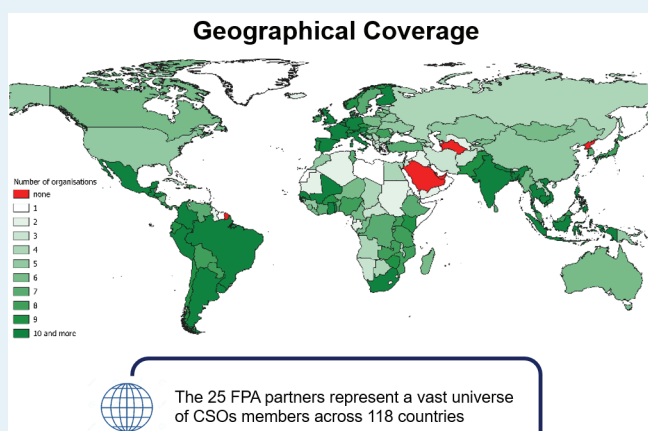 Geographical Coverage
Number of organisations
none
1
2
3
4
5
6
7
8
9
10 and more
The 25 FPA partners represent a vast universe
of CSOs members across 118 countries